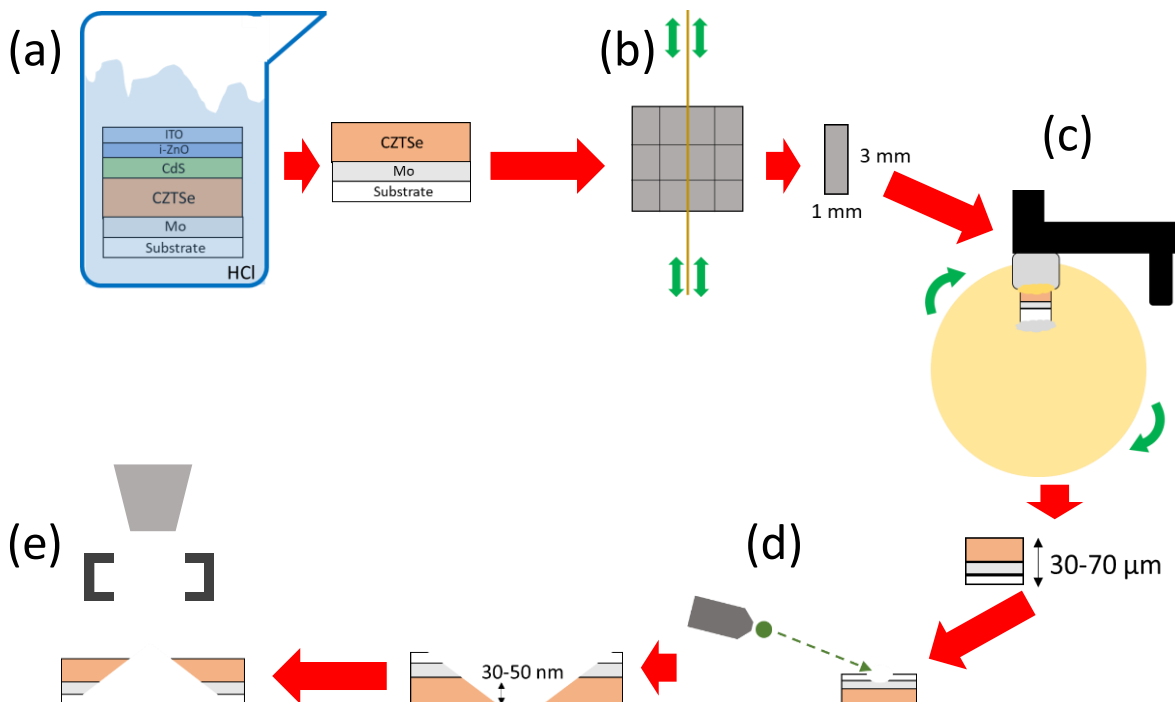 (a)
ITO
i-ZnO
CdS
CZTSe
Mo
Substrate
HCl
CZTSe
Mo
Substrate
(b)
3 mm
1 mm
(c)
30-70 μm
(d)
30-50 nm
(e)